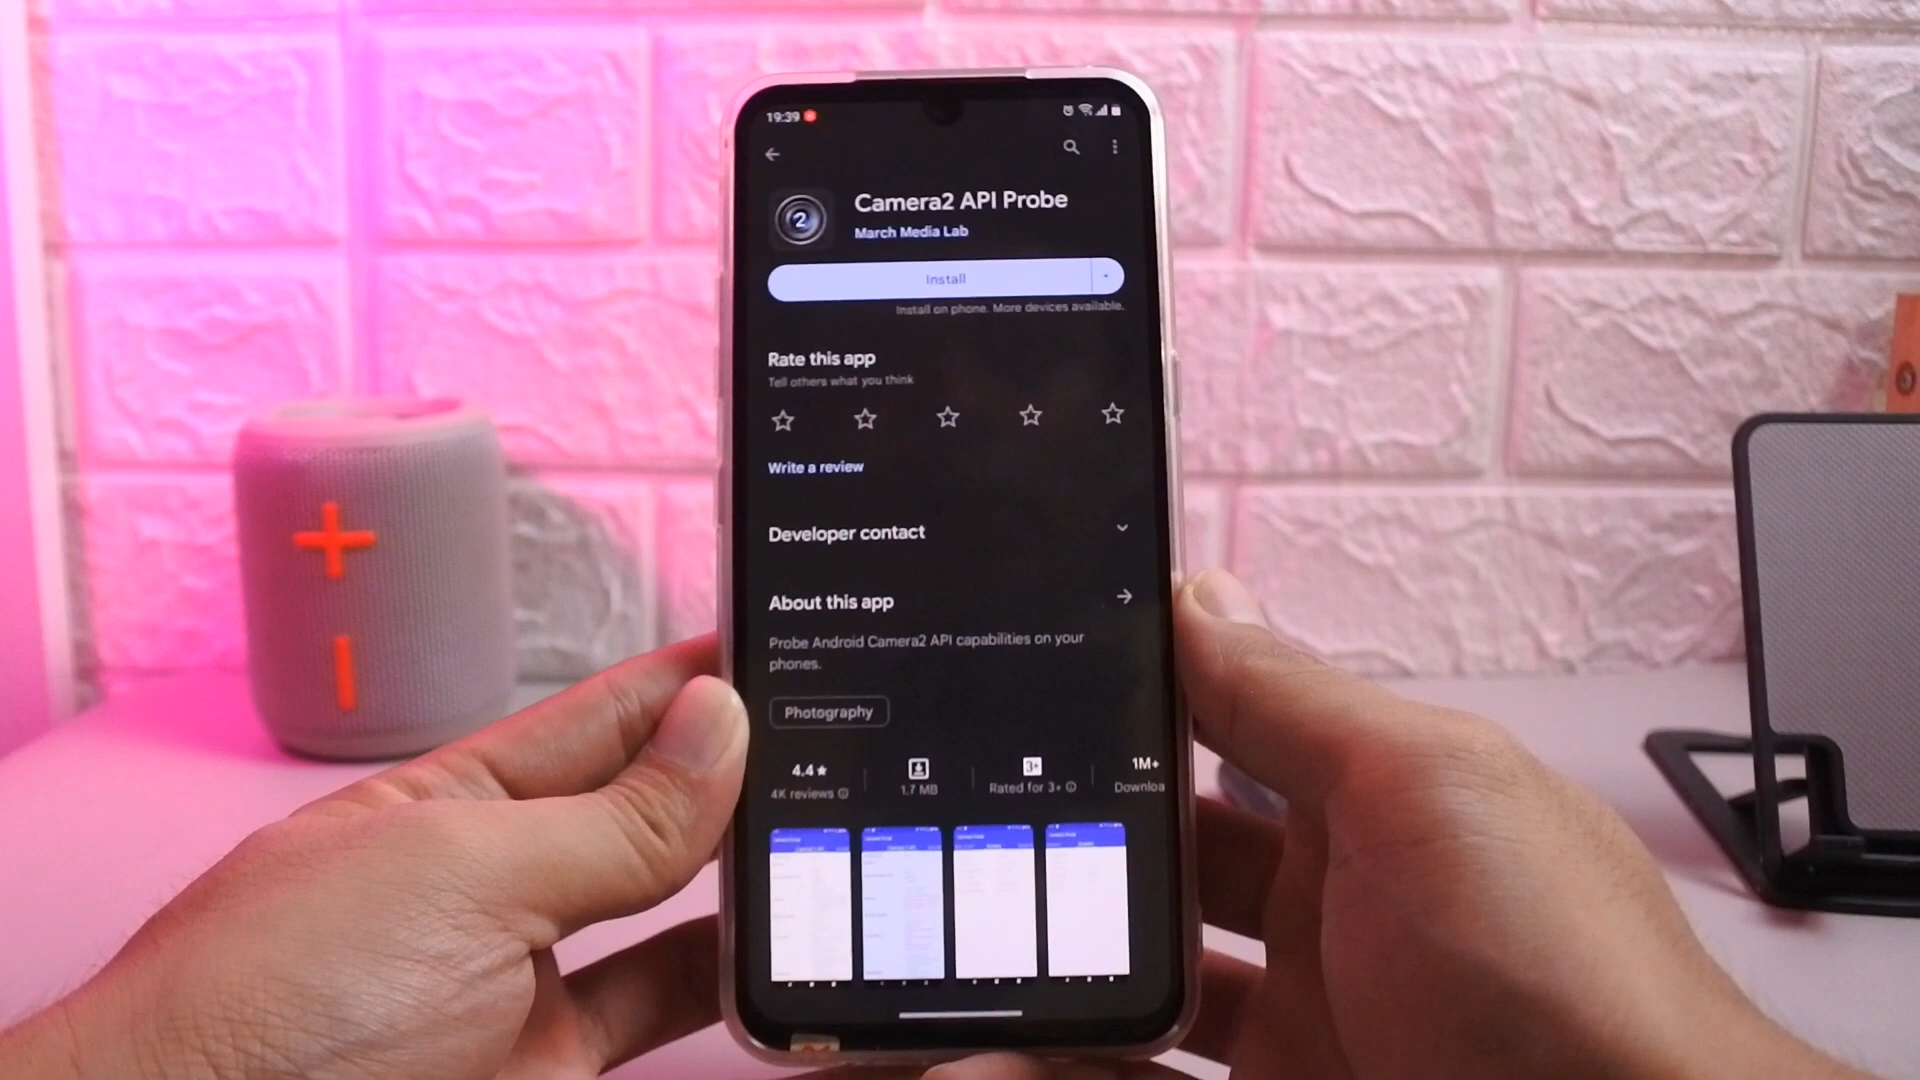 19:39
2
Camera2 API Probe
March Media Lab
Install
Install on phone. More devices available.
Rate this app
Tell others what you think
Write a review
Developer contact
About this app
Probe Android Camera2 API capabilities on your
phones.
Photography
4.4★ 3+ 1M+
4K reviews 1.7 MB Rated for 3+ Downloa